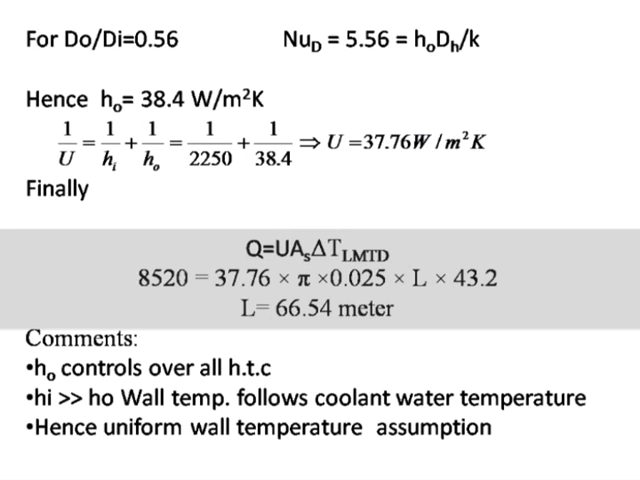 For Do/Di=0.56 Nu_D = 5.56 = h_oD_h/k
Hence h_o= 38.4 W/m²K
1/U = 1/h_i + 1/h_o = 1/2250 + 1/38.4 ⇒ U =37.76W / m² K
Finally
Q=UA_sΔT_LMTD
8520 = 37.76 × π ×0.025 × L × 43.2
L= 66.54 meter
Comments:
•h_o controls over all h.t.c
•hi >> ho Wall temp. follows coolant water temperature
•Hence uniform wall temperature assumption